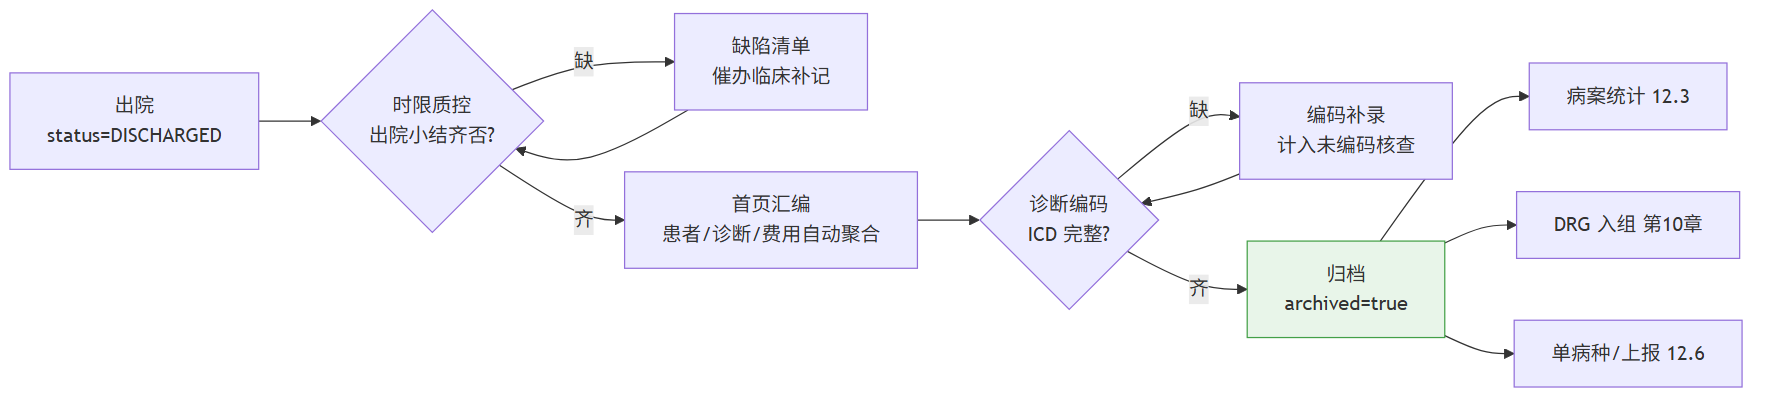 出院
status=DISCHARGED
时限质控
出院小结齐否?
缺
缺陷清单
催办临床补记
齐
首页汇编
患者/诊断/费用自动聚合
诊断编码
ICD 完整?
缺
编码补录
计入未编码核查
齐
归档
archived=true
病案统计 12.3
DRG 入组 第10章
单病种/上报 12.6